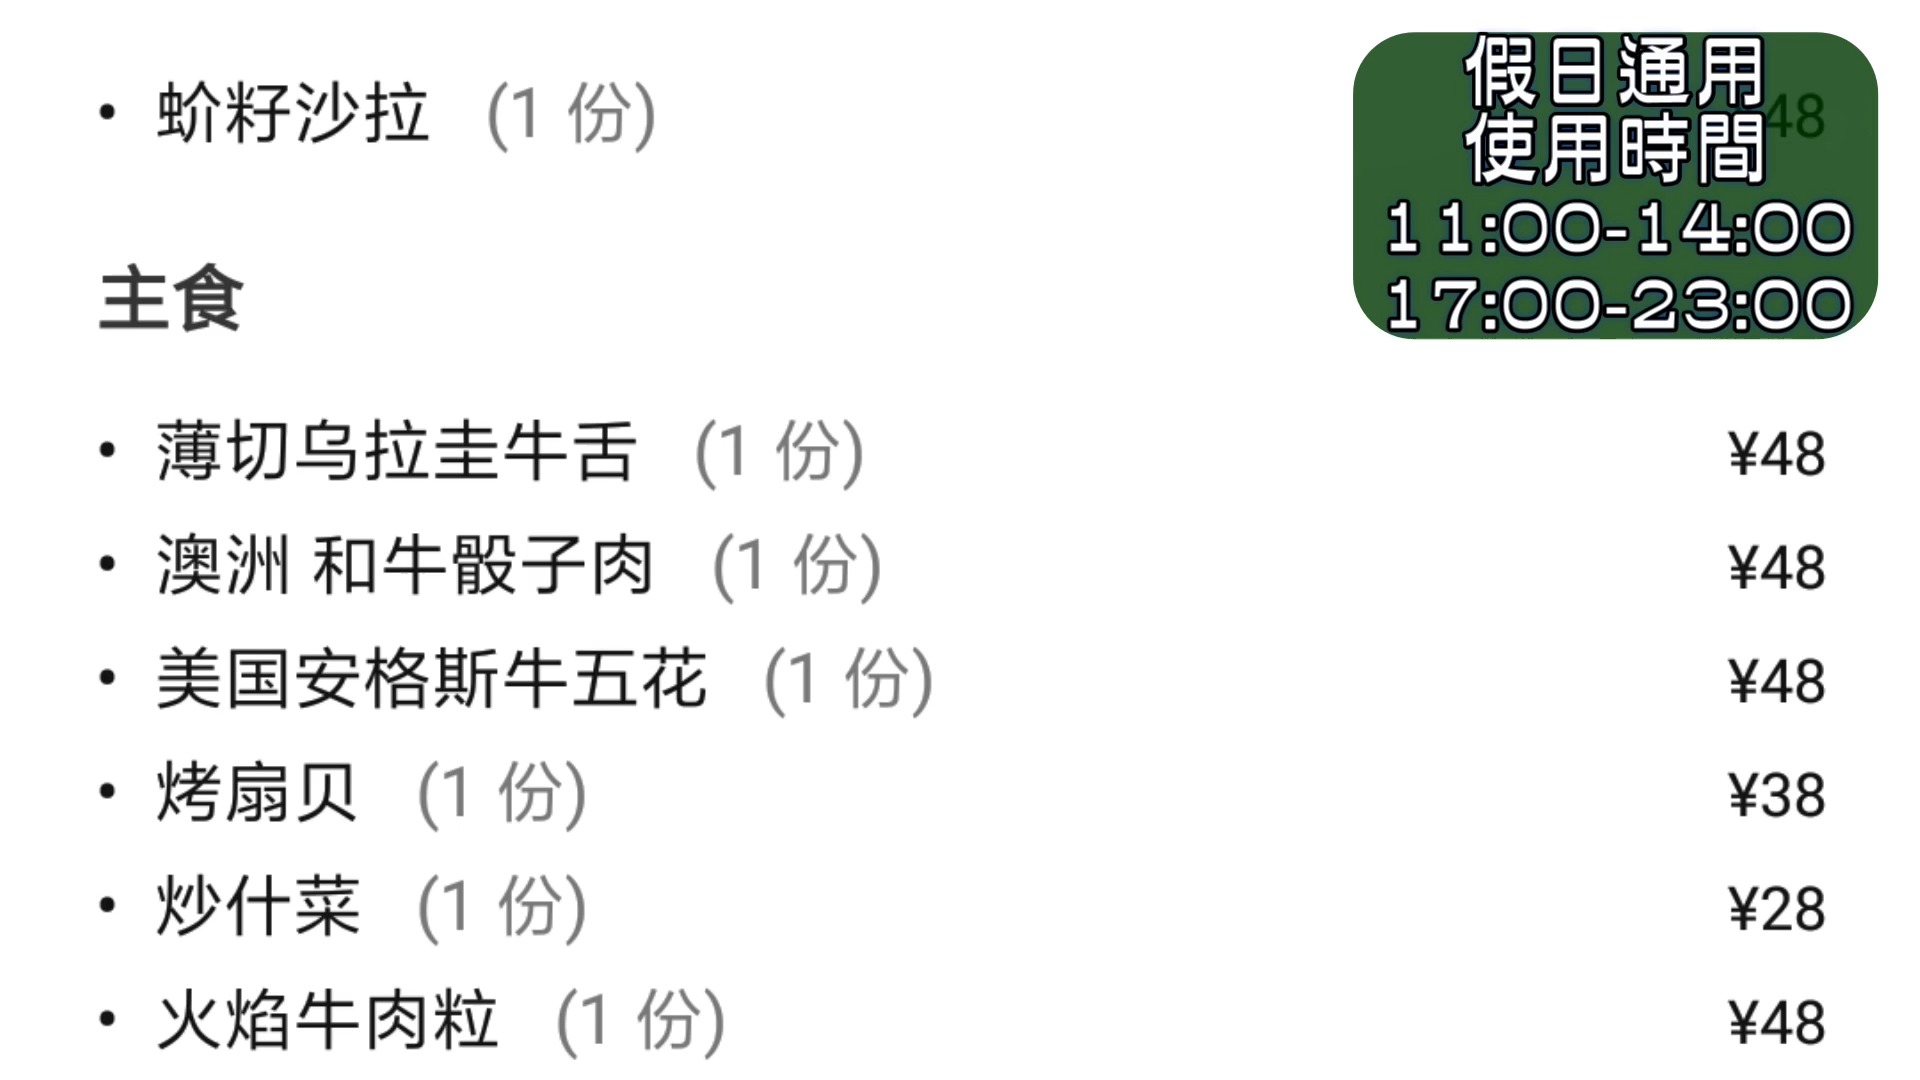 • 蚧籽沙拉 (1 份) 48
假日通用
使用時間
11:00-14:00
17:00-23:00
主食
• 薄切乌拉圭牛舌 (1 份) ¥48
• 澳洲 和牛骰子肉 (1 份) ¥48
• 美国安格斯牛五花 (1 份) ¥48
• 烤扇贝 (1 份) ¥38
• 炒什菜 (1 份) ¥28
• 火焰牛肉粒 (1 份) ¥48